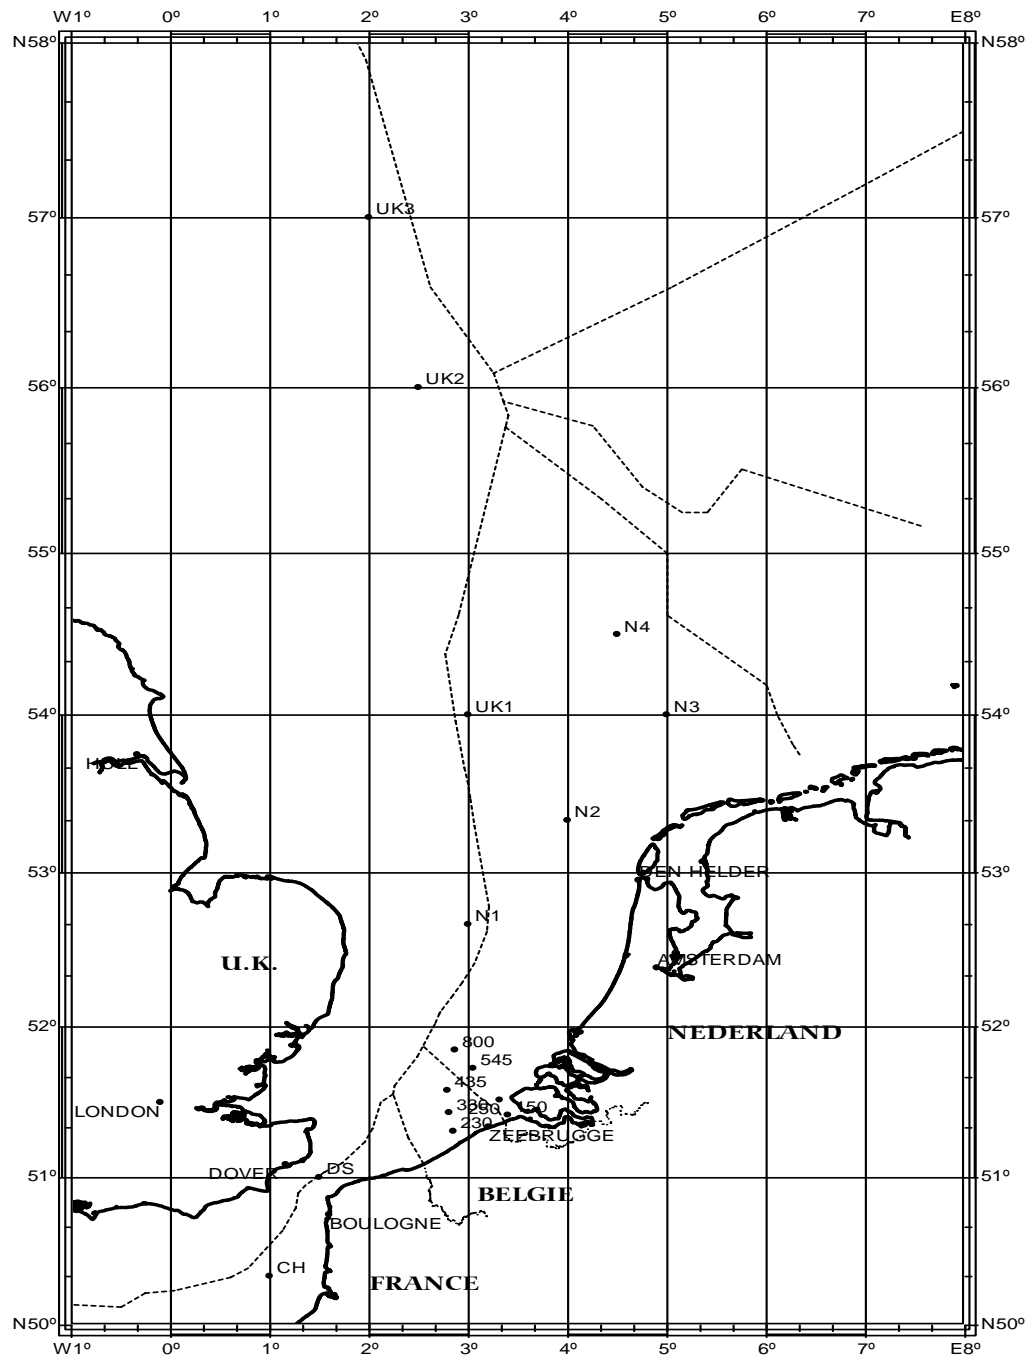 W1º 0º 1º 2º 3º 4º 5º 6º 7º E8º
N58º N58º
UK3
57º 57º
UK2
56º 56º
55º 55º
N4
UK1 N3
54º 54º
HULL
N2
53º DEN HELDER 53º
N1
U.K. AMSTERDAM
52º 52º
NEDERLAND
800
545
435
LONDON 330 250 150
230 ZEEBRUGGE
DOVER DS
51º 51º
BELGIE
BOULOGNE
CH
FRANCE
N50º N50º
W1º 0º 1º 2º 3º 4º 5º 6º 7º E8º